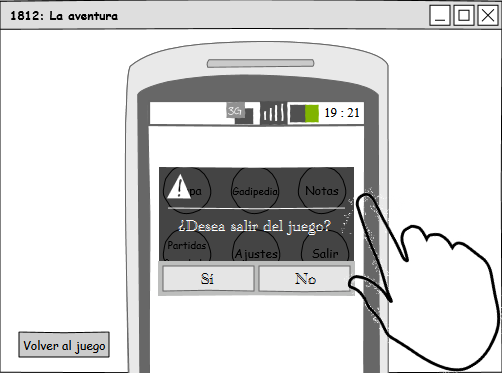 1812: La aventura
3G
19 : 21
Gadipedia
Notas
¿Desea salir del juego?
Partidas
Ajustes
Salir
Sí
No
Volver al juego